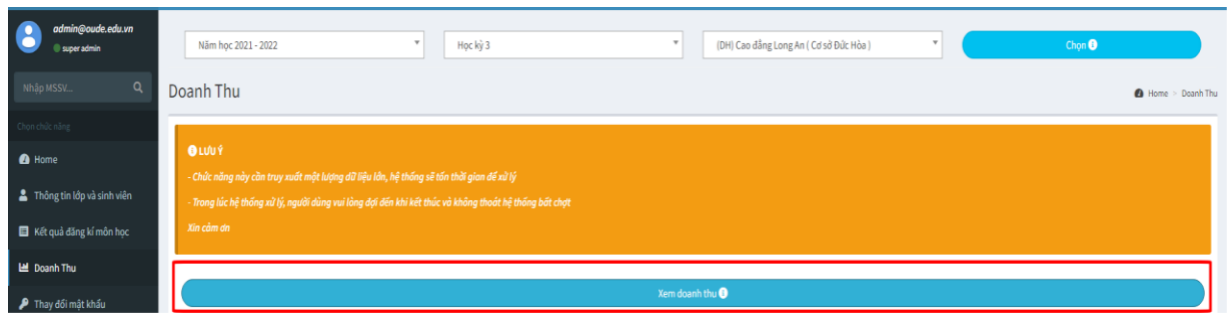 admin@oude.edu.vn
super admin
Nhập MSSV...
Chọn chức năng
Home
Thông tin lớp và sinh viên
Kết quả đăng kí môn học
Doanh Thu
Thay đổi mật khẩu
Năm học 2021 - 2022
Học kỳ 3
(DH) Cao đẳng Long An ( Cơ sở Đức Hòa )
Chọn
Doanh Thu
Home > Doanh Thu
LƯU Ý
- Chức năng này cần truy xuất một lượng dữ liệu lớn, hệ thống sẽ tốn thời gian để xử lý
- Trong lúc hệ thống xử lý, người dùng vui lòng đợi đến khi kết thúc và không thoát hệ thống bất chợt
Xin cảm ơn
Xem doanh thu